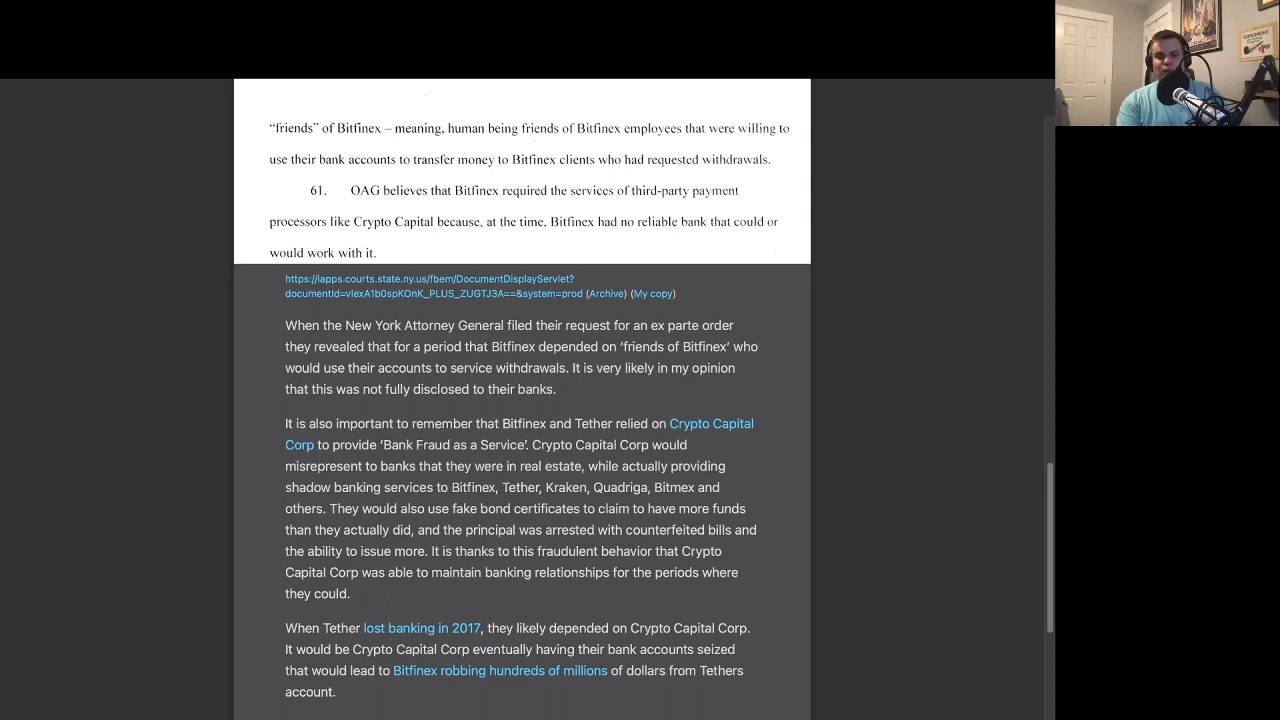 “friends” of Bitfinex – meaning, human being friends of Bitfinex employees that were willing to
use their bank accounts to transfer money to Bitfinex clients who had requested withdrawals.
61. OAG believes that Bitfinex required the services of third-party payment
processors like Crypto Capital because, at the time, Bitfinex had no reliable bank that could or
would work with it.
https://iapps.courts.state.ny.us/fbem/DocumentDisplayServlet?
documentId=vlexA1b0spKOnK_PLUS_ZUGTJ3A==&system=prod (Archive) (My copy)
When the New York Attorney General filed their request for an ex parte order
they revealed that for a period that Bitfinex depended on ‘friends of Bitfinex’ who
would use their accounts to service withdrawals. It is very likely in my opinion
that this was not fully disclosed to their banks.
It is also important to remember that Bitfinex and Tether relied on Crypto Capital
Corp to provide ‘Bank Fraud as a Service’. Crypto Capital Corp would
misrepresent to banks that they were in real estate, while actually providing
shadow banking services to Bitfinex, Tether, Kraken, Quadriga, Bitmex and
others. They would also use fake bond certificates to claim to have more funds
than they actually did, and the principal was arrested with counterfeited bills and
the ability to issue more. It is thanks to this fraudulent behavior that Crypto
Capital Corp was able to maintain banking relationships for the periods where
they could.
When Tether lost banking in 2017, they likely depended on Crypto Capital Corp.
It would be Crypto Capital Corp eventually having their bank accounts seized
that would lead to Bitfinex robbing hundreds of millions of dollars from Tethers
account.